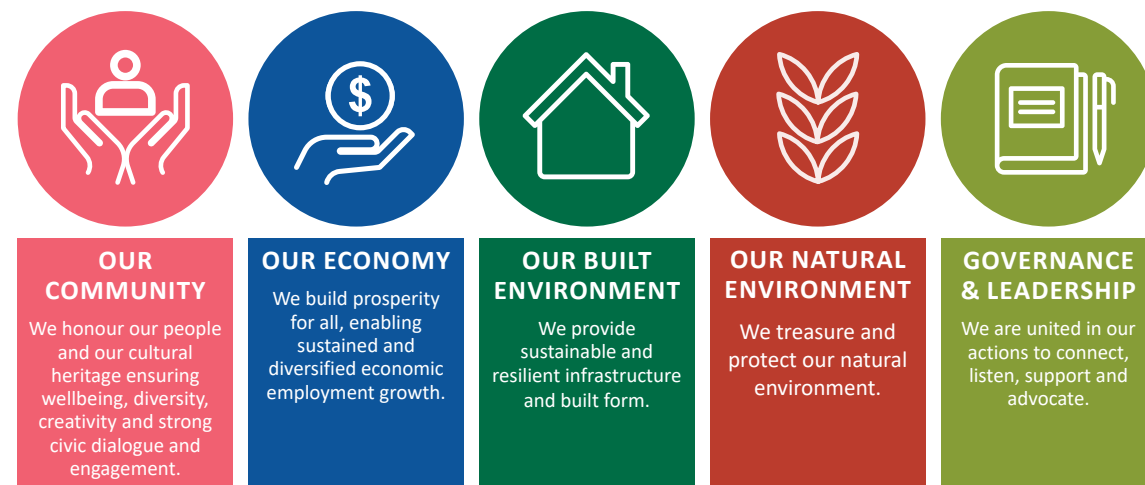 $
OUR
COMMUNITY
We honour our people
and our cultural
heritage ensuring
wellbeing, diversity,
creativity and strong
civic dialogue and
engagement.
OUR ECONOMY
We build prosperity
for all, enabling
sustained and
diversified economic
employment growth.
OUR BUILT
ENVIRONMENT
We provide
sustainable and
resilient infrastructure
and built form.
OUR NATURAL
ENVIRONMENT
We treasure and
protect our natural
environment.
GOVERNANCE
& LEADERSHIP
We are united in our
actions to connect,
listen, support and
advocate.